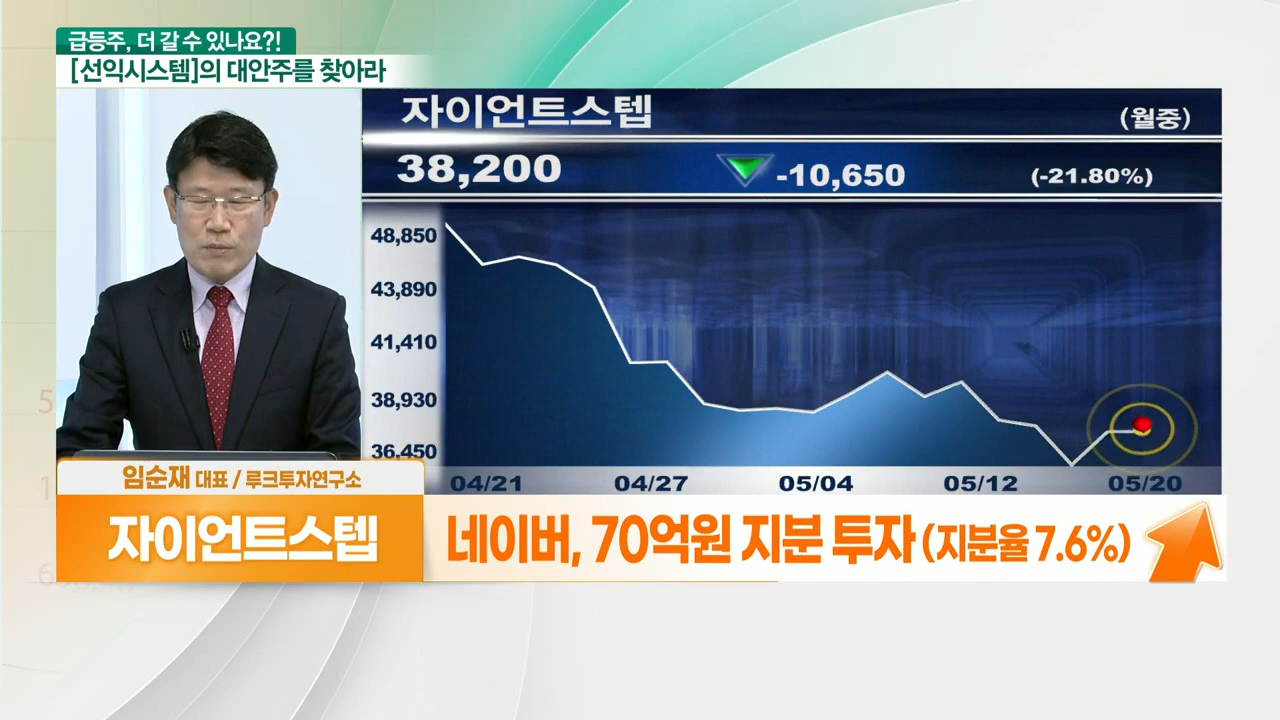 급등주, 더 갈 수 있나요?!
[선익시스템]의 대안주를 찾아라
자이언트스텝 (월중)
38,200 -10,650 (-21.80%)
48,850
43,890
41,410
38,930
36,450
04/21 04/27 05/04 05/12 05/20
임순재 대표 / 루크투자연구소
자이언트스텝
네이버, 70억원 지분 투자 (지분율 7.6%)